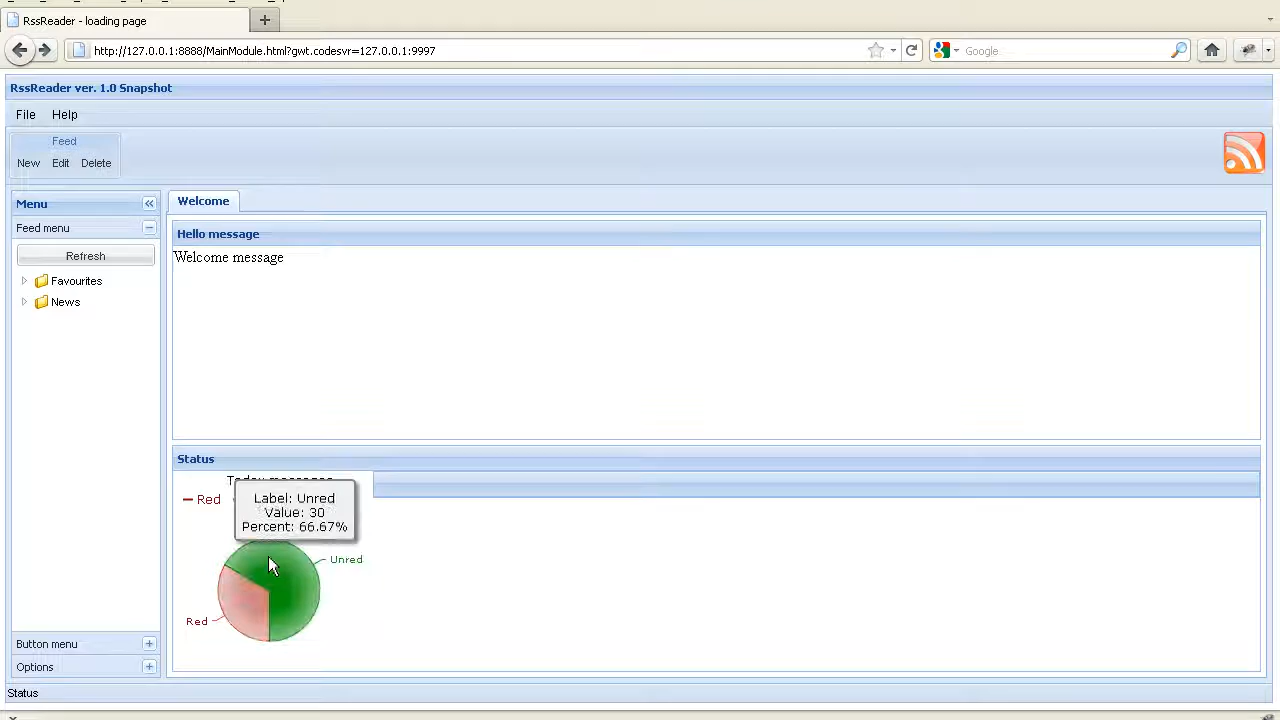 RssReader - loading page
http://127.0.0.1:8888/MainModule.html?gwt.codesvr=127.0.0.1:9997
Google
RssReader ver. 1.0 Snapshot
File Help
Feed
New Edit Delete
Menu
Feed menu
Refresh
Favourites
News
Button menu
Options
Welcome
Hello message
Welcome message
Status
Red
Label: Unred
Value: 30
Percent: 66.67%
Unred
Red
Status